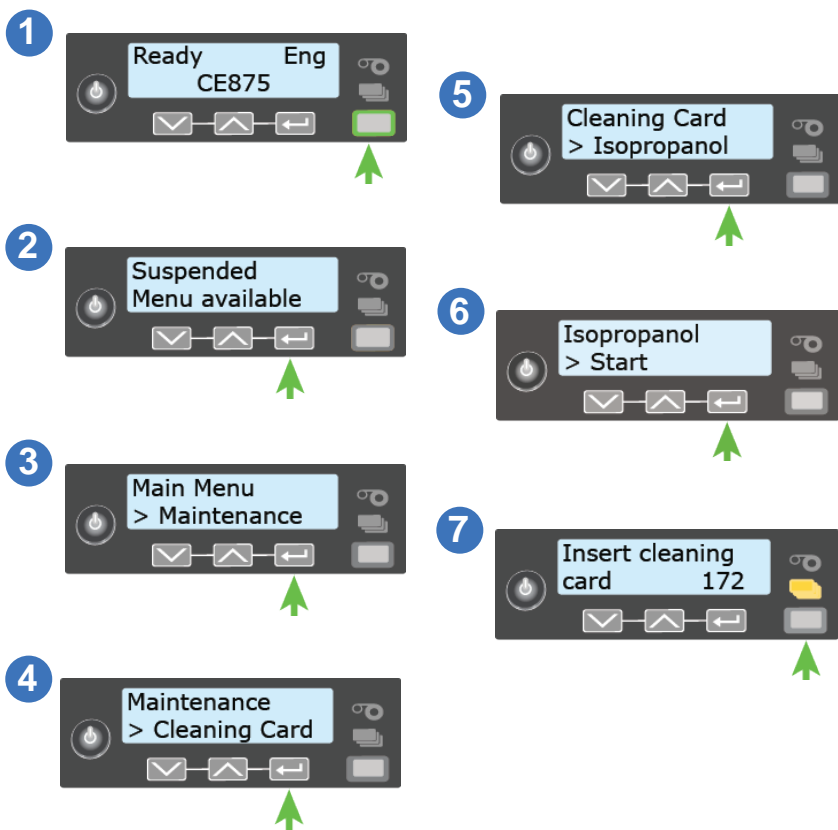 1
Ready Eng
CE875
2
Suspended
Menu available
3
Main Menu
> Maintenance
4
Maintenance
> Cleaning Card
5
Cleaning Card
> Isopropanol
6
Isopropanol
> Start
7
Insert cleaning
card 172